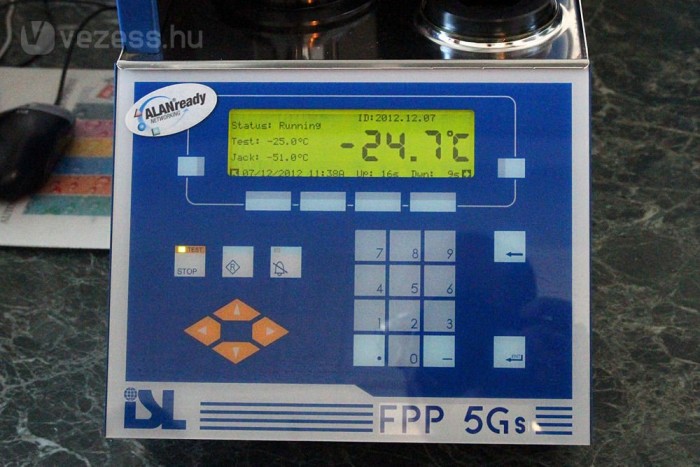 vezess.hu
ALANready
NETWORKING
ID:2012.12.07
Status: Running
Test: -25.0°C
-24.7°C
Jack: -51.0°C
07/12/2012 11:38A Up: 16s Dwn: 9s
TEST
STOP
R
7 8 9
4 5 6
1 2 3
. 0 -
ISL
FPP 5Gs